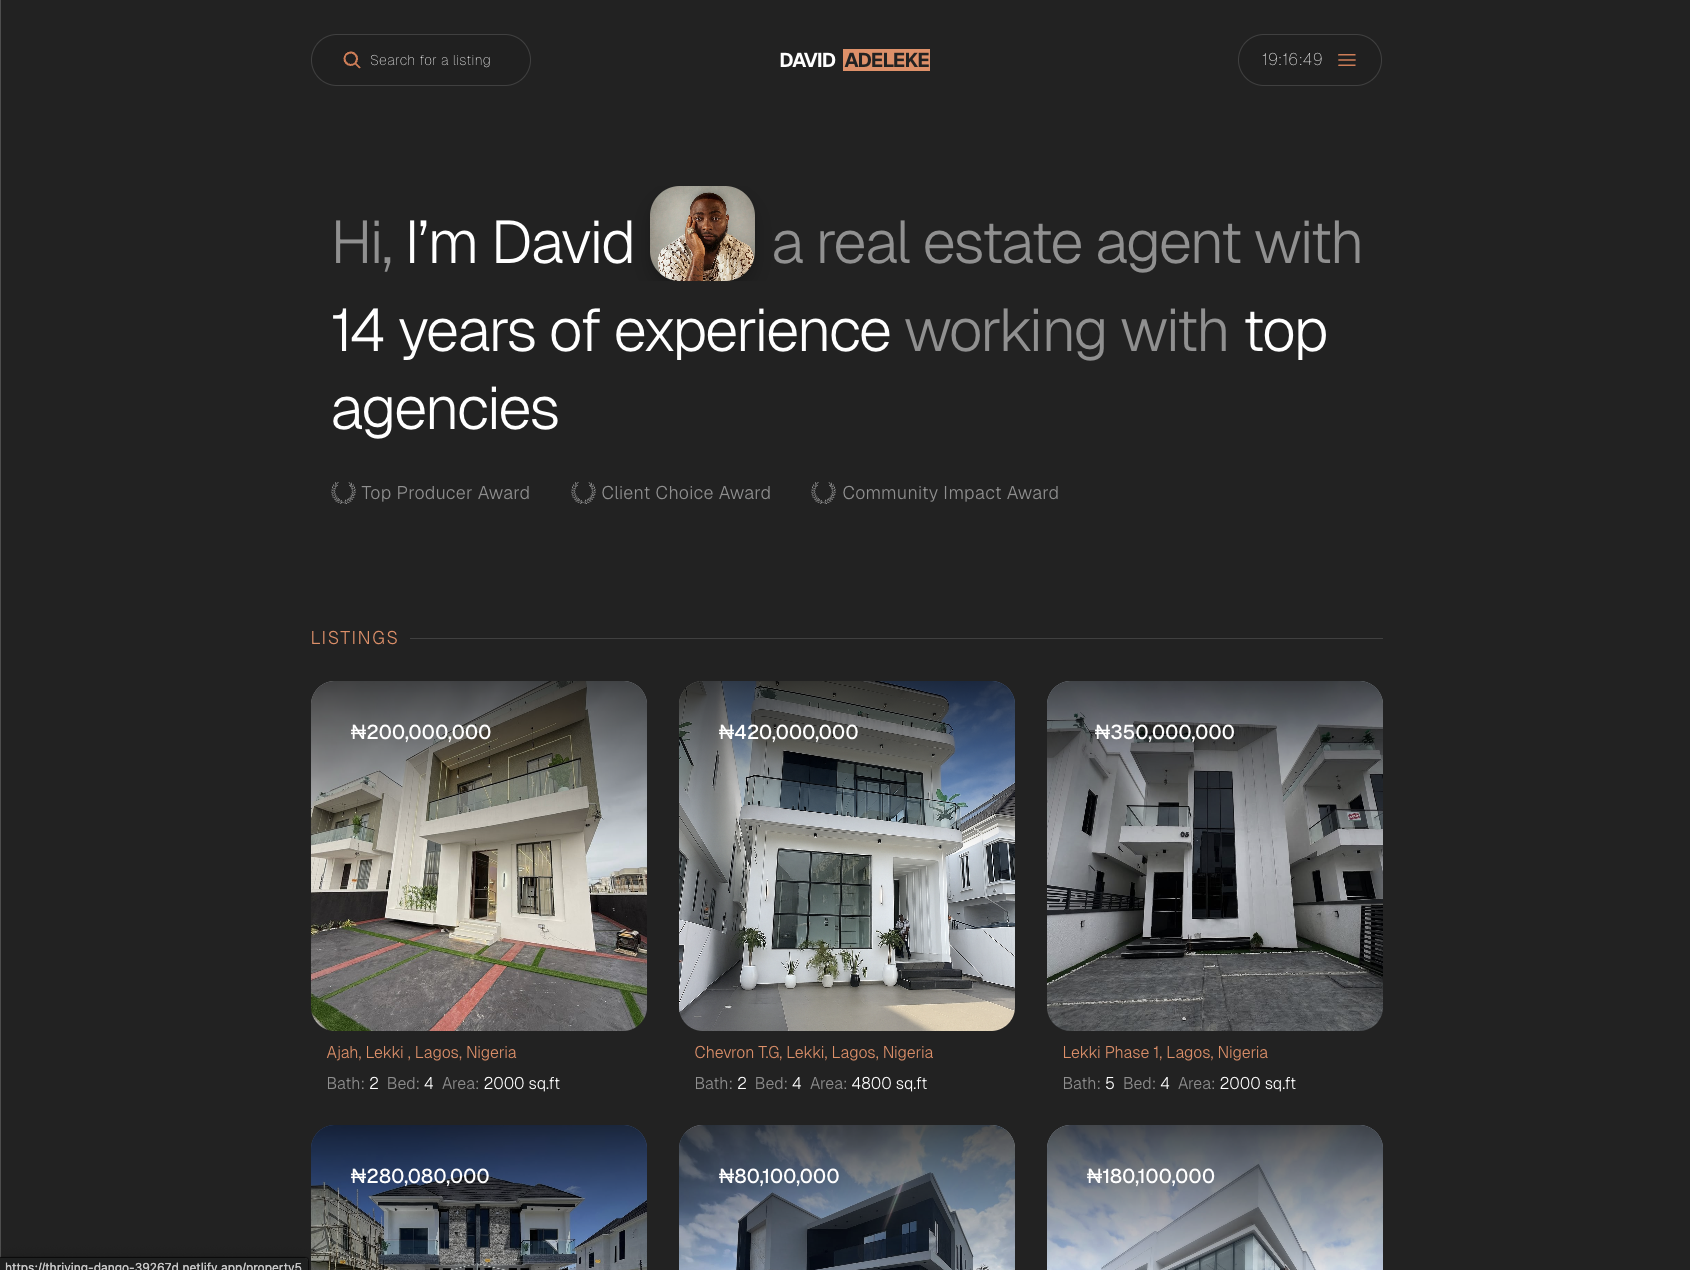 Search for a listing
DAVID ADELEKE
19:16:49
Hi, I’m David a real estate agent with
14 years of experience working with top
agencies
Top Producer Award
Client Choice Award
Community Impact Award
LISTINGS
₦200,000,000
₦420,000,000
₦350,000,000
05
Ajah, Lekki , Lagos, Nigeria
Chevron T.G, Lekki, Lagos, Nigeria
Lekki Phase 1, Lagos, Nigeria
Bath: 2 Bed: 4 Area: 2000 sq.ft
Bath: 2 Bed: 4 Area: 4800 sq.ft
Bath: 5 Bed: 4 Area: 2000 sq.ft
₦280,080,000
₦80,100,000
₦180,100,000
https://thriving-dango-39267d.netlify.app/property5